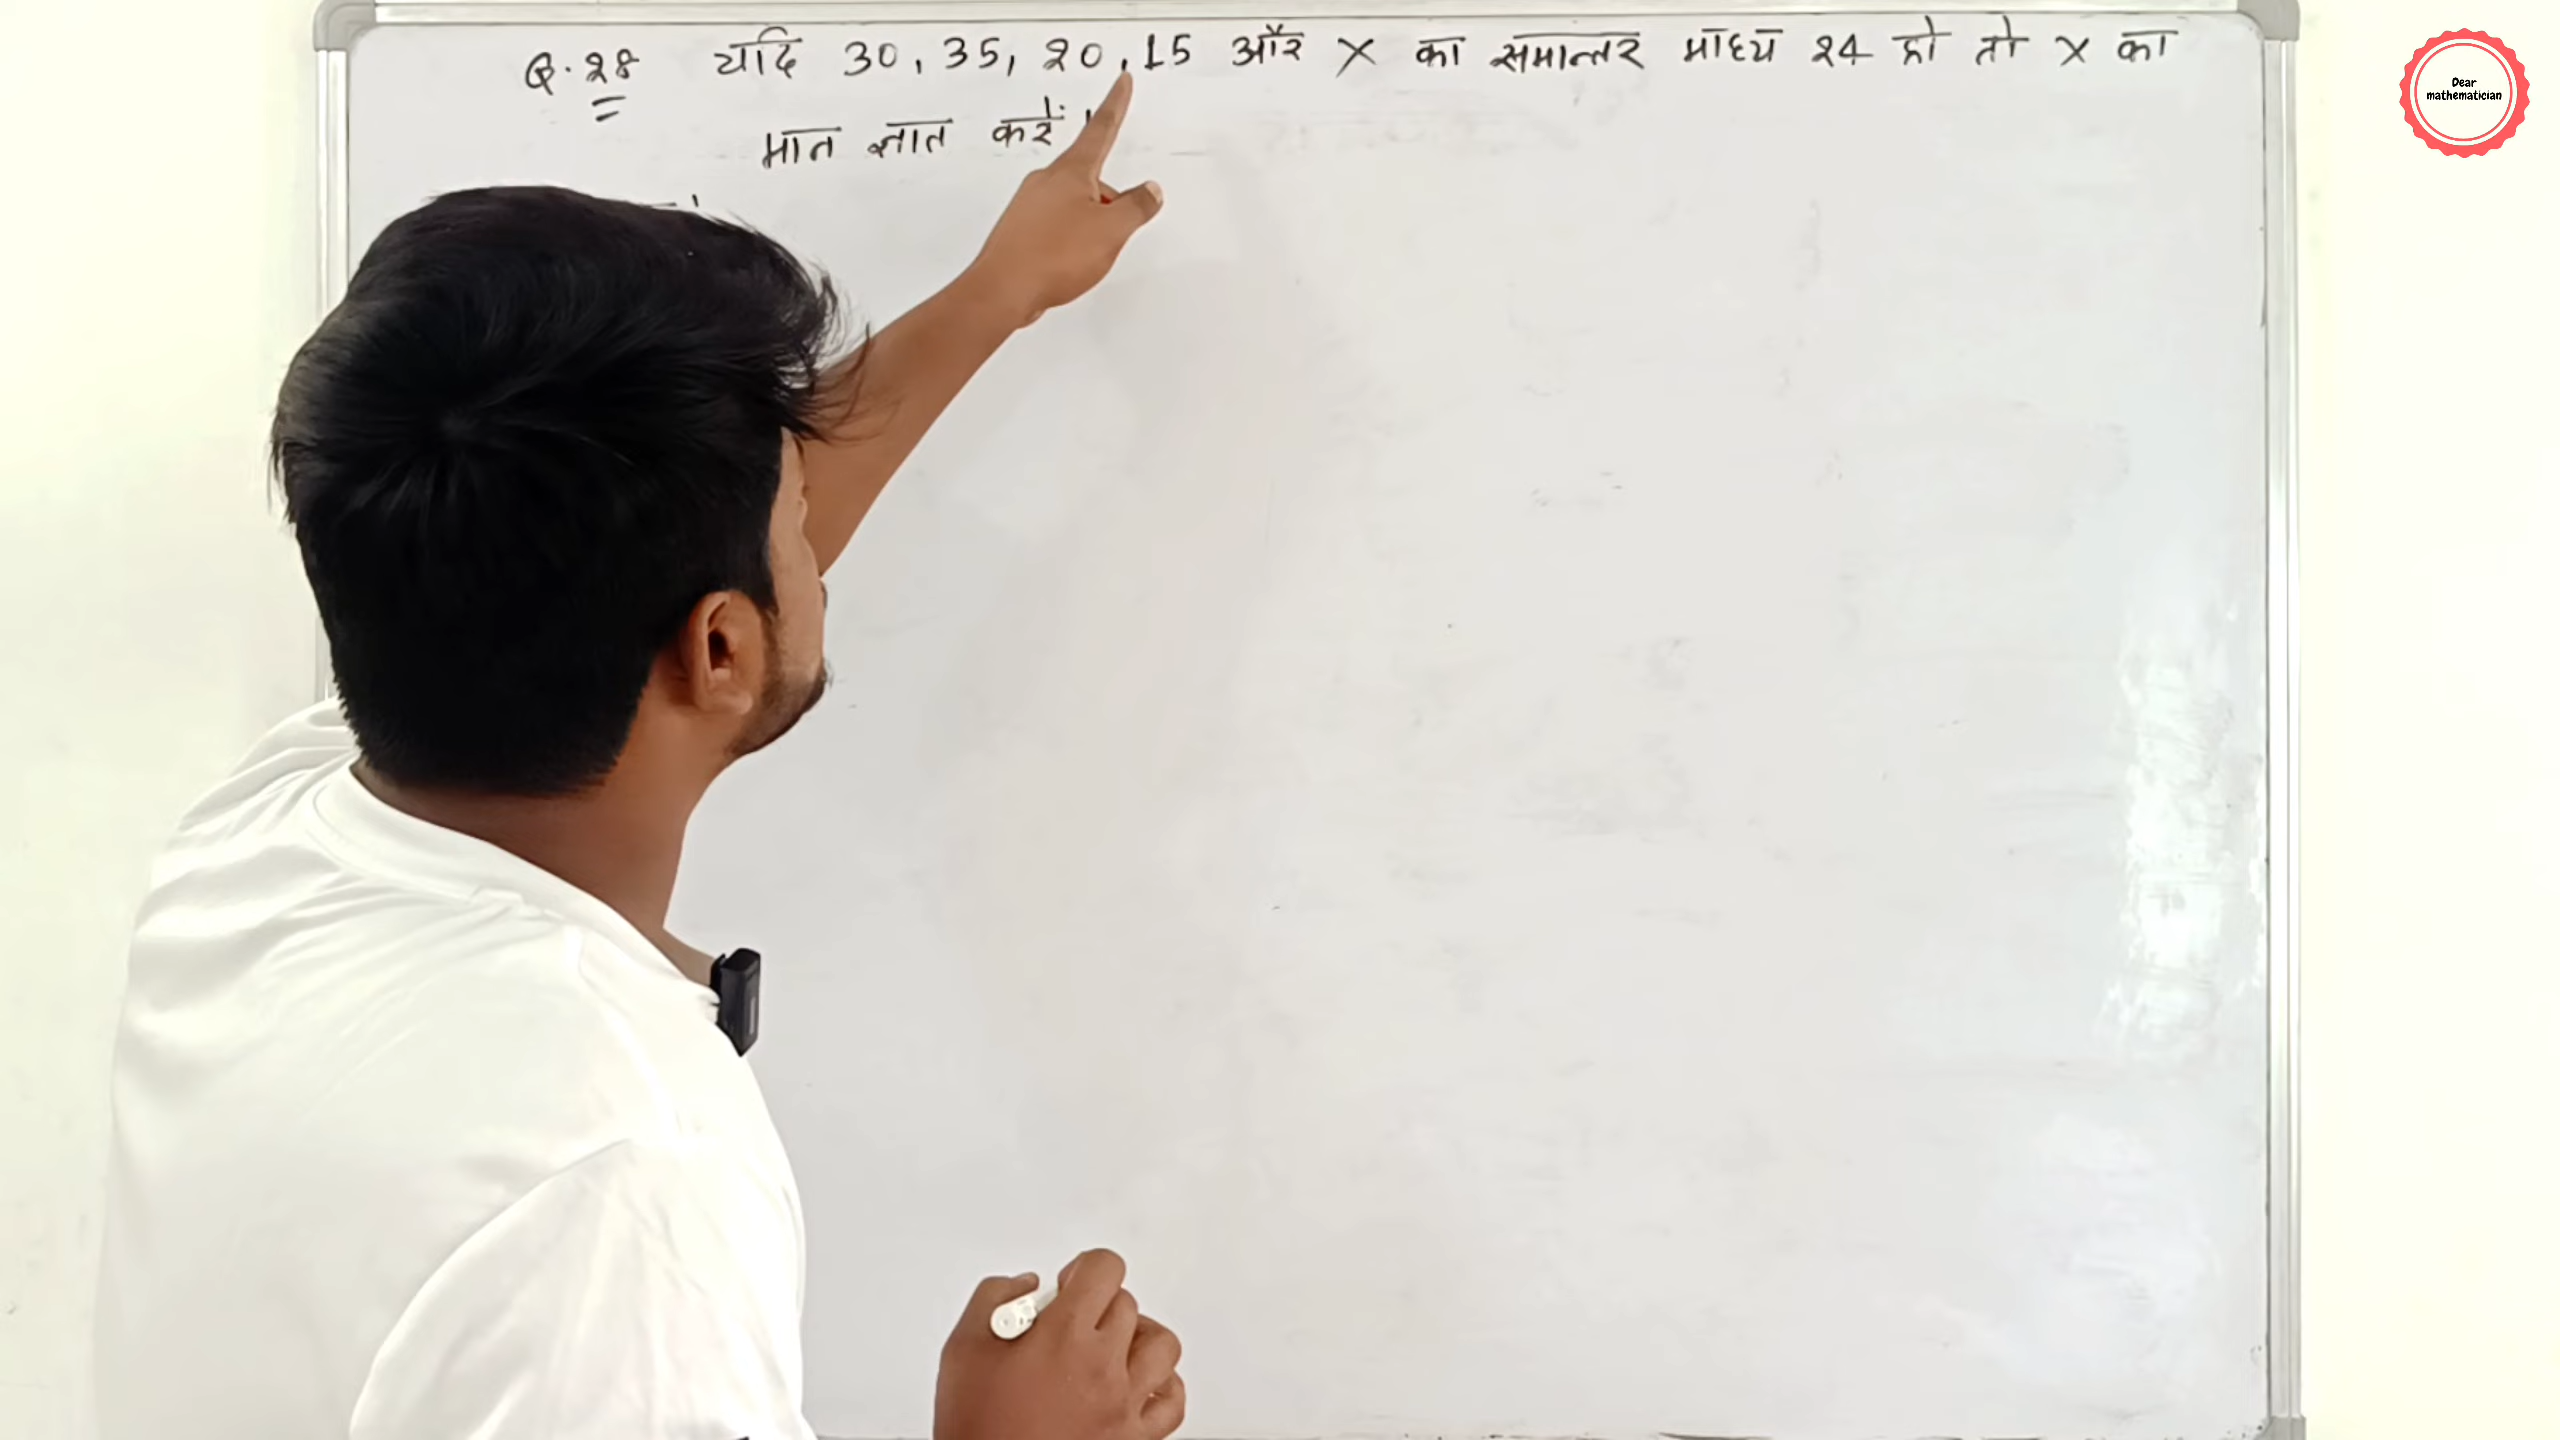 Q.28 यदि 30, 35, 20, 15 और x का समान्तर माध्य 24 हो तो x का
मान ज्ञात करें।
Dear
mathematician